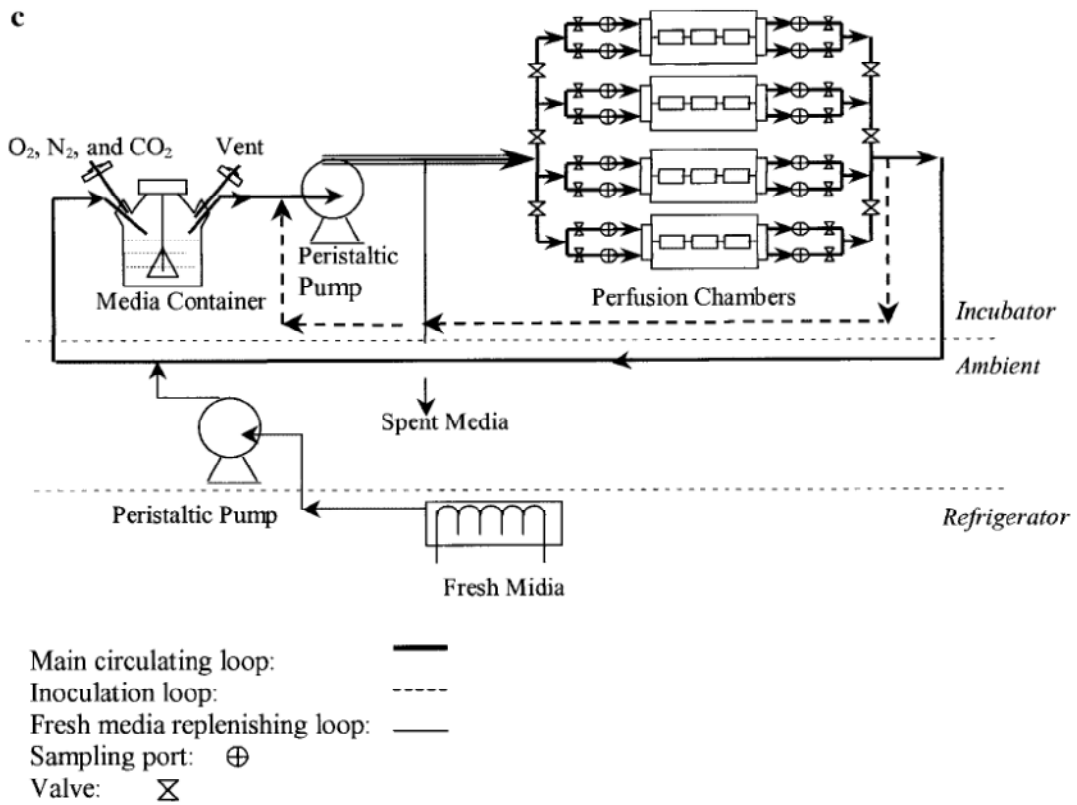 c
O₂, N₂, and CO₂
Vent
Media Container
Peristaltic
Pump
Perfusion Chambers
Incubator
Ambient
Spent Media
Peristaltic Pump
Refrigerator
Fresh Midia
Main circulating loop:
Inoculation loop:
Fresh media replenishing loop:
Sampling port:
Valve: